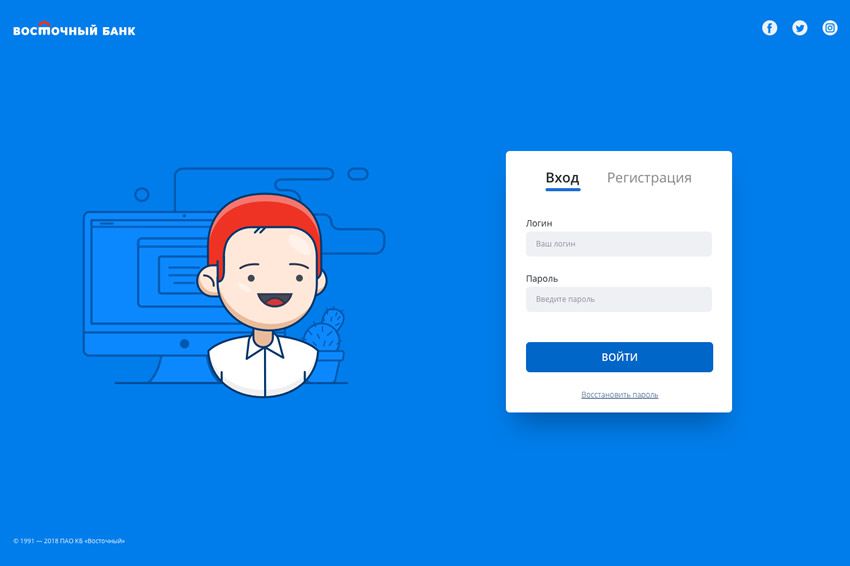 ВОСТОЧНЫЙ БАНК
Вход Регистрация
Логин
Ваш логин
Пароль
Введите пароль
ВОЙТИ
Восстановить пароль
© 1991 — 2018 ПАО КБ «Восточный»